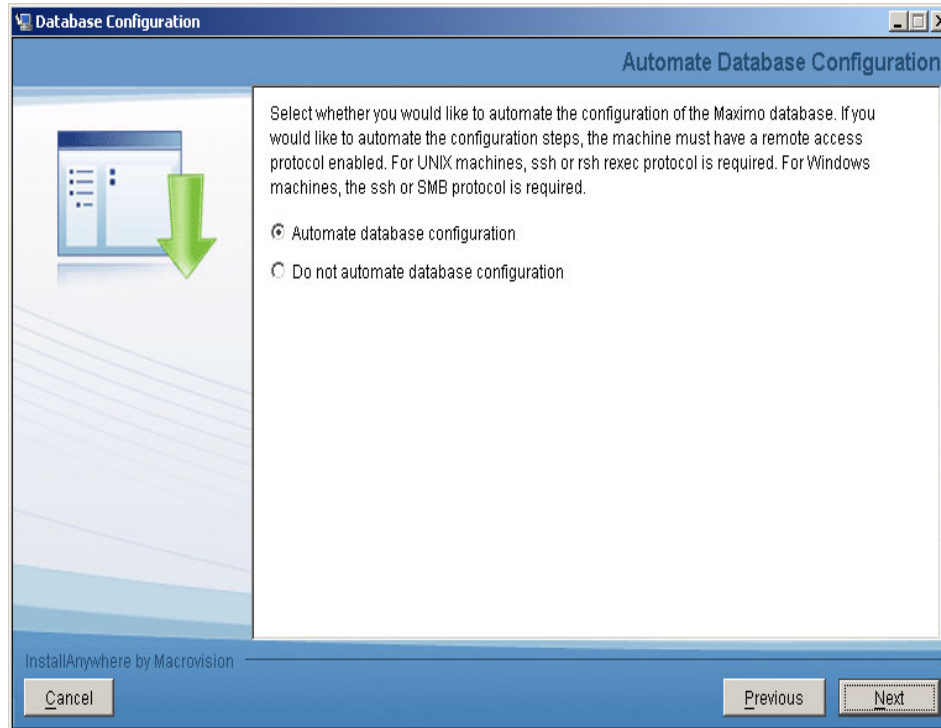 Database Configuration
Automate Database Configuration
Select whether you would like to automate the configuration of the Maximo database. If you
would like to automate the configuration steps, the machine must have a remote access
protocol enabled. For UNIX machines, ssh or rsh rexec protocol is required. For Windows
machines, the ssh or SMB protocol is required.
Automate database configuration
Do not automate database configuration
InstallAnywhere by Macrovision
Cancel
Previous
Next